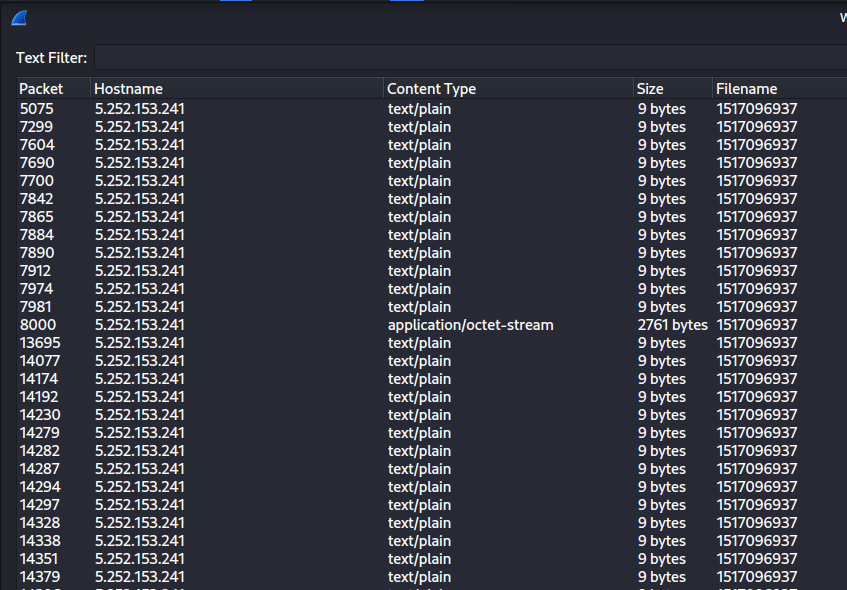 W
Text Filter:
Packet Hostname Content Type Size Filename
5075 5.252.153.241 text/plain 9 bytes 1517096937
7299 5.252.153.241 text/plain 9 bytes 1517096937
7604 5.252.153.241 text/plain 9 bytes 1517096937
7690 5.252.153.241 text/plain 9 bytes 1517096937
7700 5.252.153.241 text/plain 9 bytes 1517096937
7842 5.252.153.241 text/plain 9 bytes 1517096937
7865 5.252.153.241 text/plain 9 bytes 1517096937
7884 5.252.153.241 text/plain 9 bytes 1517096937
7890 5.252.153.241 text/plain 9 bytes 1517096937
7912 5.252.153.241 text/plain 9 bytes 1517096937
7974 5.252.153.241 text/plain 9 bytes 1517096937
7981 5.252.153.241 text/plain 9 bytes 1517096937
8000 5.252.153.241 application/octet-stream 2761 bytes 1517096937
13695 5.252.153.241 text/plain 9 bytes 1517096937
14077 5.252.153.241 text/plain 9 bytes 1517096937
14174 5.252.153.241 text/plain 9 bytes 1517096937
14192 5.252.153.241 text/plain 9 bytes 1517096937
14230 5.252.153.241 text/plain 9 bytes 1517096937
14279 5.252.153.241 text/plain 9 bytes 1517096937
14282 5.252.153.241 text/plain 9 bytes 1517096937
14287 5.252.153.241 text/plain 9 bytes 1517096937
14294 5.252.153.241 text/plain 9 bytes 1517096937
14297 5.252.153.241 text/plain 9 bytes 1517096937
14328 5.252.153.241 text/plain 9 bytes 1517096937
14338 5.252.153.241 text/plain 9 bytes 1517096937
14351 5.252.153.241 text/plain 9 bytes 1517096937
14379 5.252.153.241 text/plain 9 bytes 1517096937